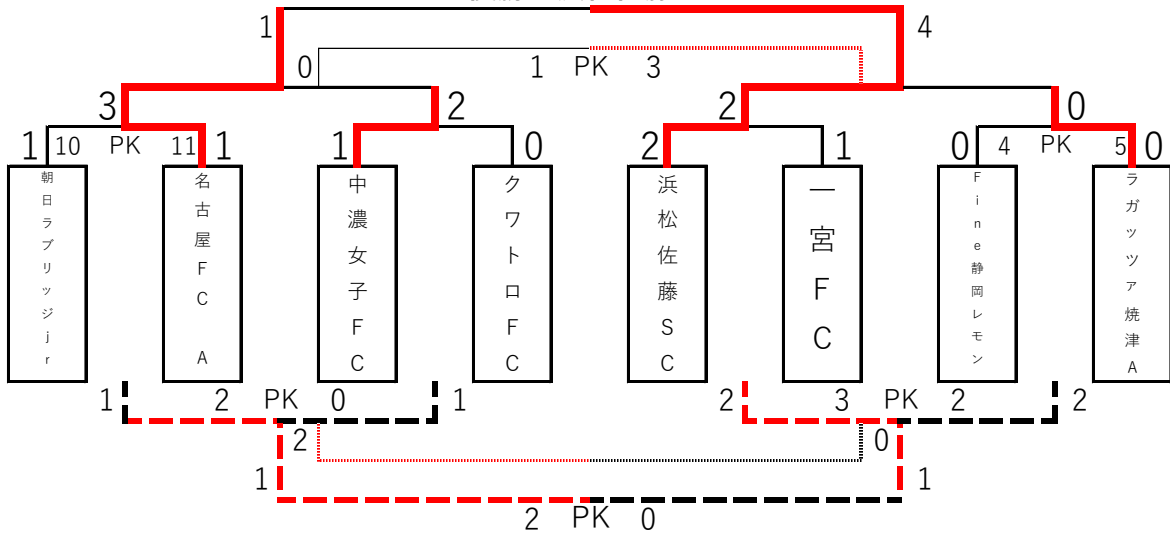 1 4
0 1 PK 3
3 2 2 0
1 10 PK 11 1 1 0 2 1 0 4 PK 5 0
朝日ラブリッジjr
名古屋FC A
中濃女子FC
クワトロFC
浜松佐藤SC
一宮FC
Fine静岡レモン
ラガッツァ焼津A
1 2 PK 0 1 2 3 PK 2 2
2 0
1 1
2 PK 0